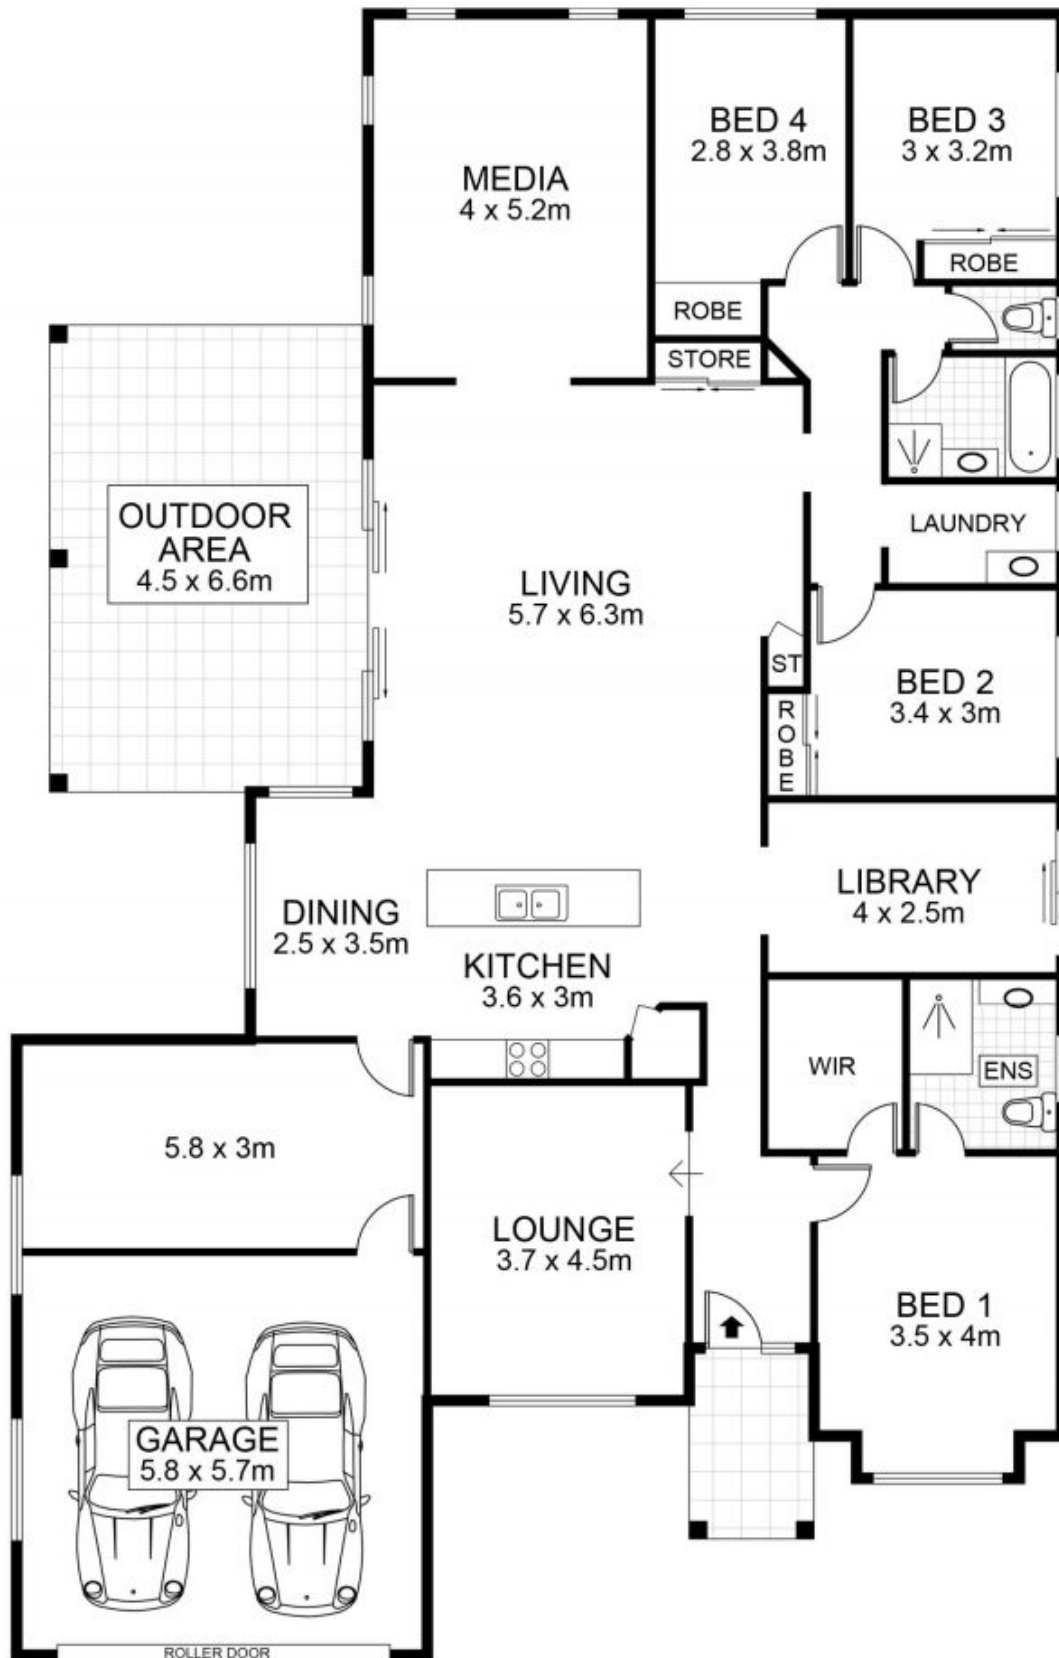 MEDIA
4 x 5.2m
BED 4
2.8 x 3.8m
BED 3
3 x 3.2m
ROBE
ROBE
STORE
OUTDOOR
AREA
4.5 x 6.6m
LIVING
5.7 x 6.3m
LAUNDRY
ST
BED 2
3.4 x 3m
R
O
B
E
LIBRARY
4 x 2.5m
DINING
2.5 x 3.5m
KITCHEN
3.6 x 3m
WIR
ENS
5.8 x 3m
LOUNGE
3.7 x 4.5m
BED 1
3.5 x 4m
GARAGE
5.8 x 5.7m
ROLLER DOOR